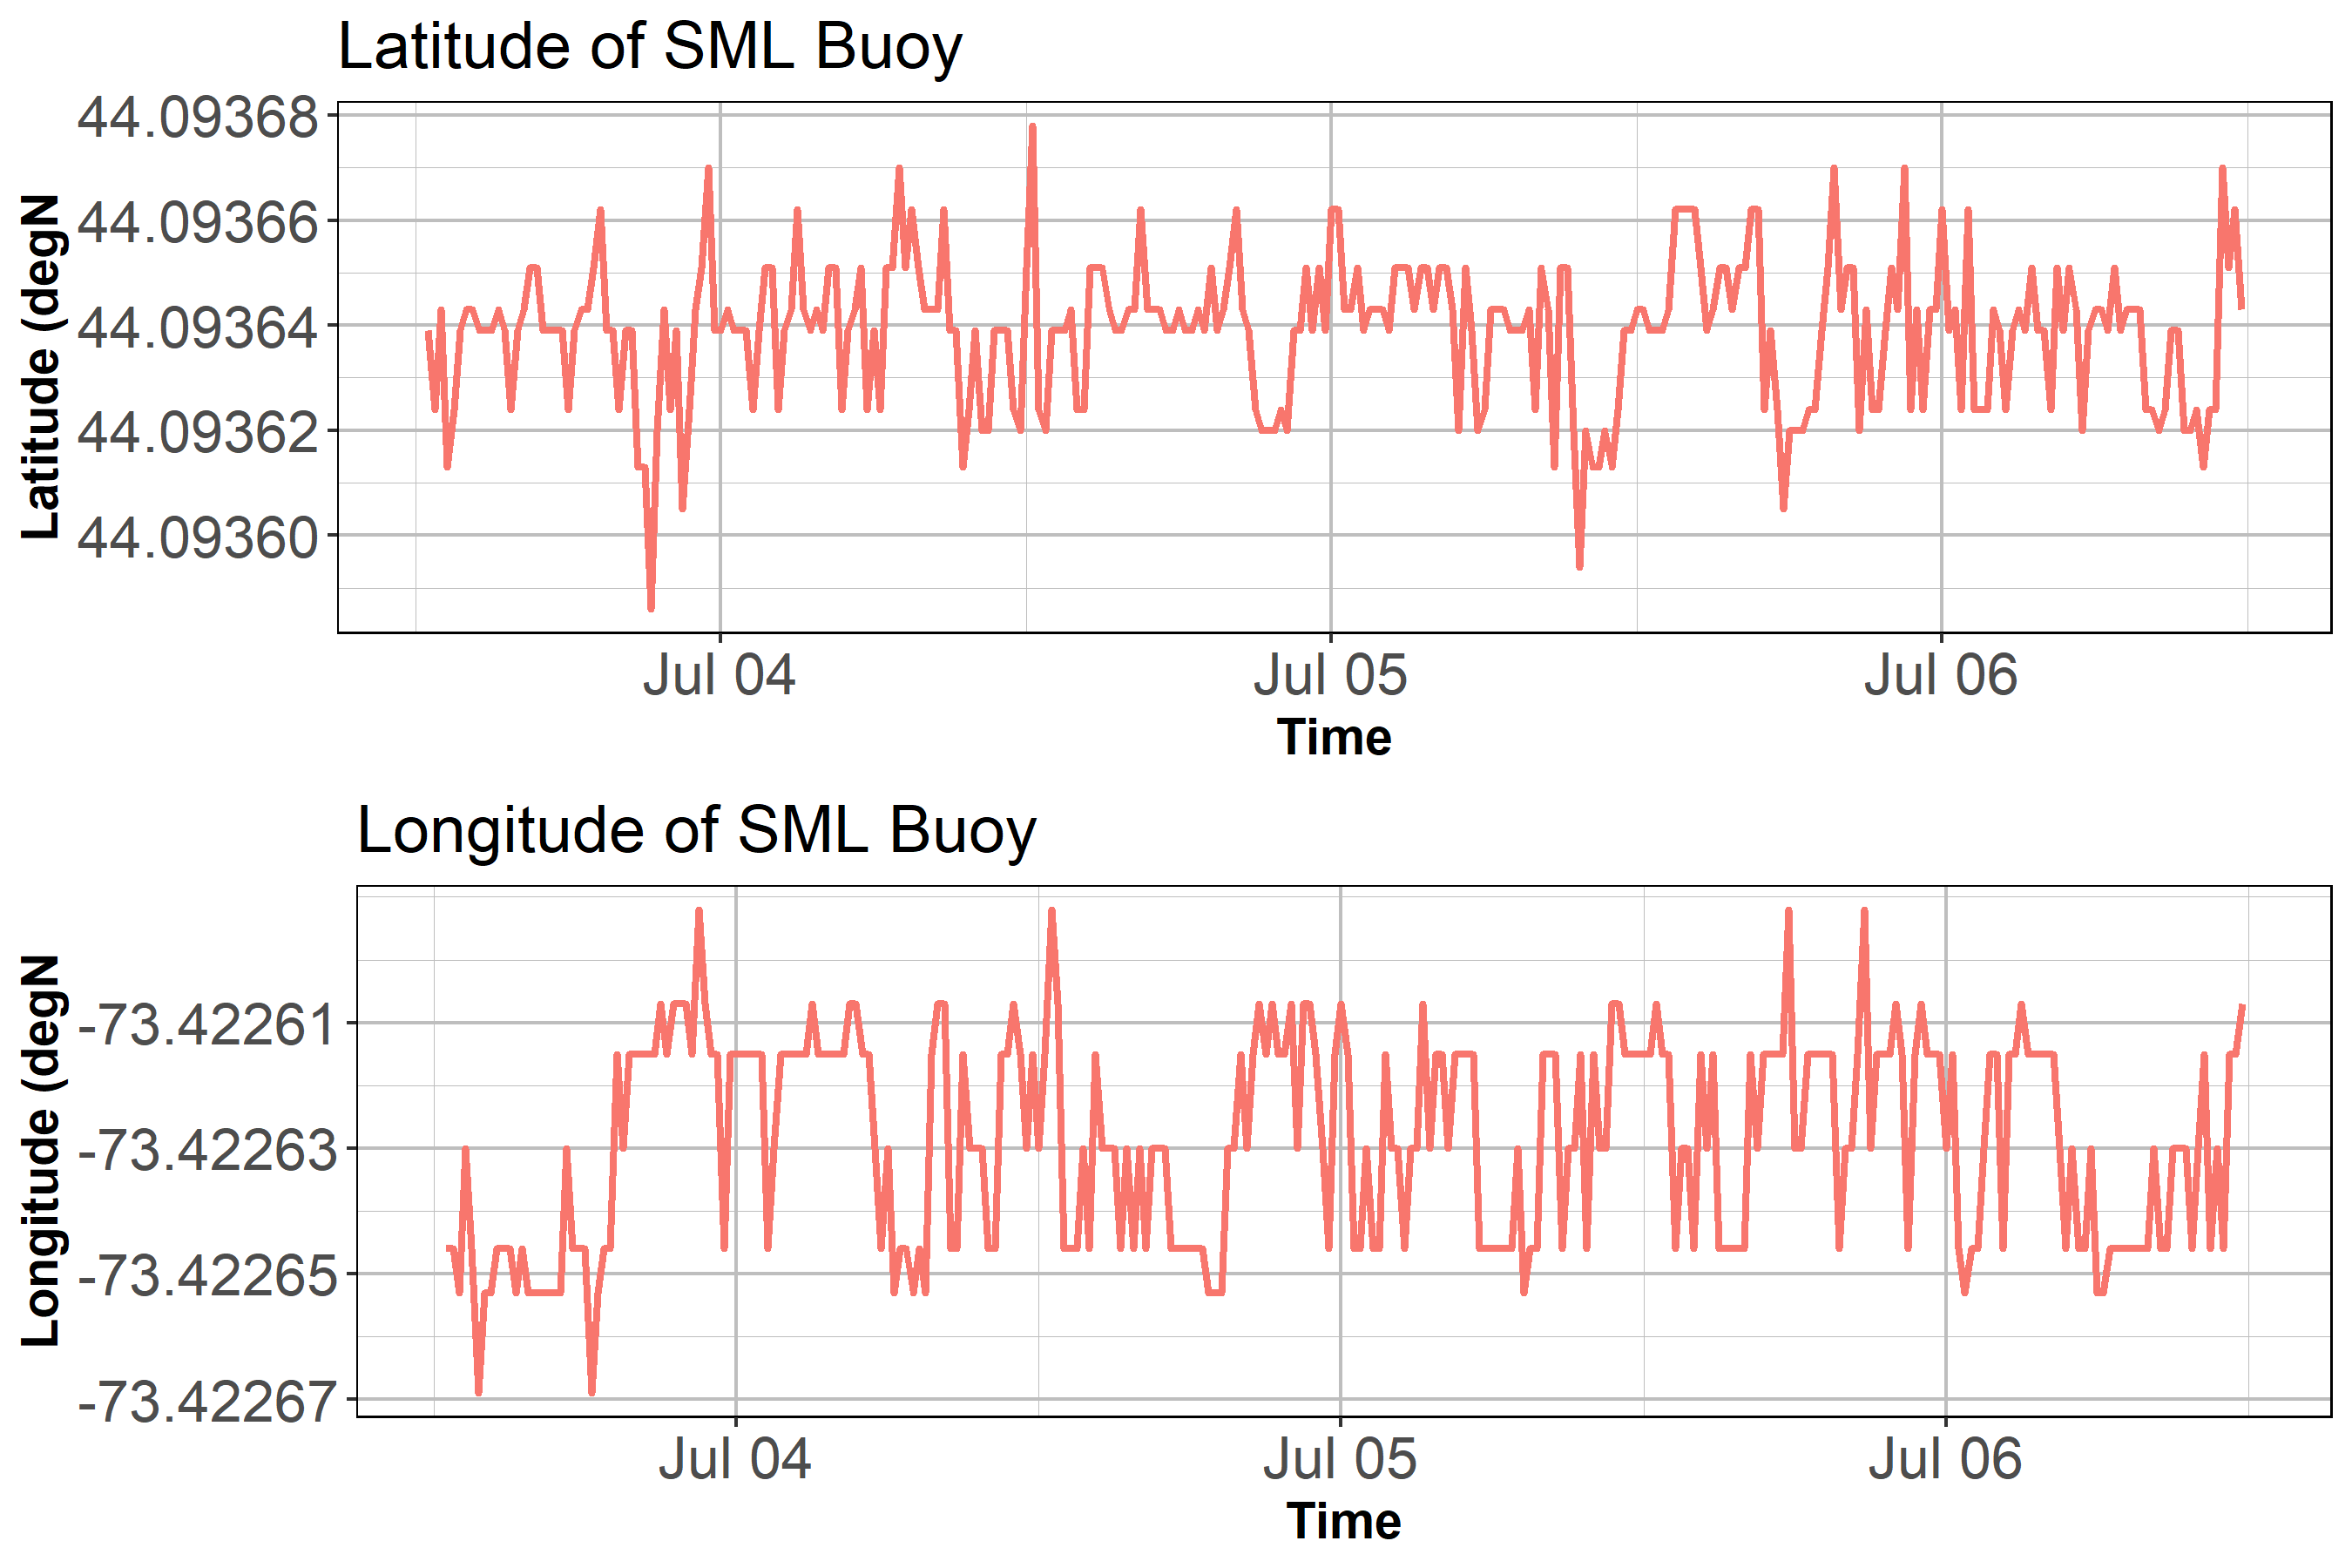 Latitude of SML Buoy
44.09368
44.09366
44.09364
44.09362
44.09360
Latitude (degN
Jul 04 Jul 05 Jul 06
Time
Longitude of SML Buoy
-73.42261
-73.42263
-73.42265
-73.42267
Longitude (degN
Jul 04 Jul 05 Jul 06
Time